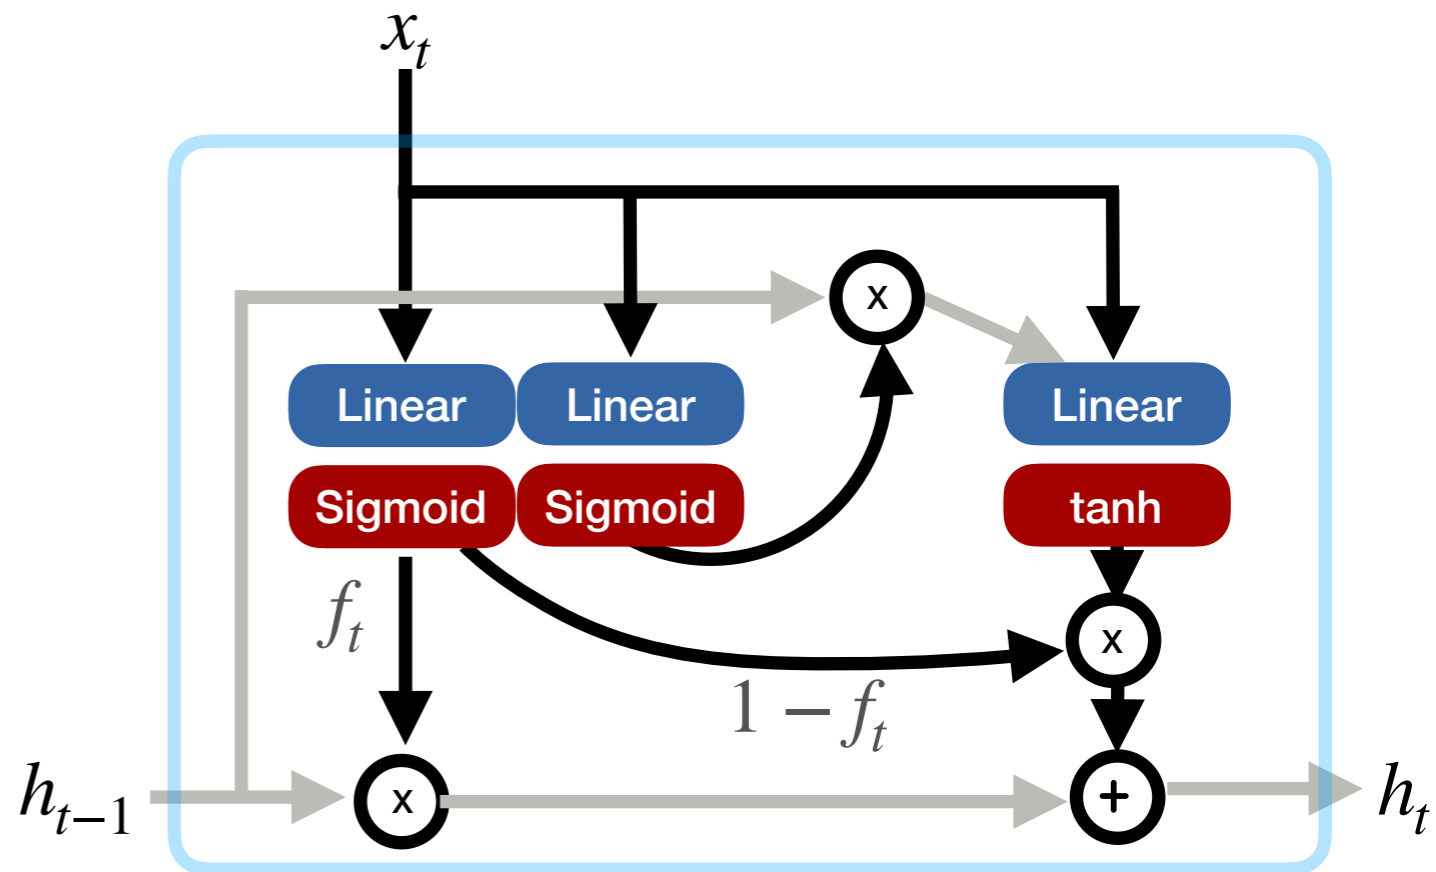 x_t
x
Linear Linear Linear
Sigmoid Sigmoid tanh
f_t
x
1 − f_t
h_{t−1}
x
+
h_t